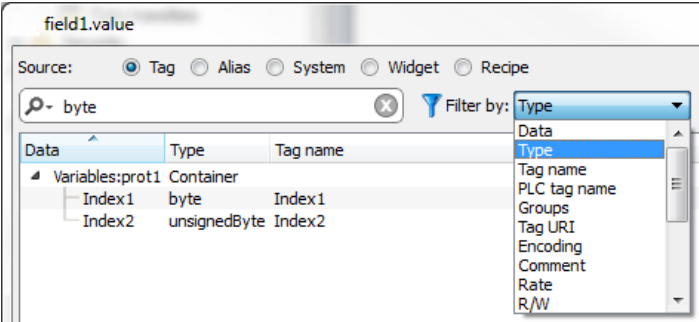 field1.value
Source: Tag Alias System Widget Recipe
byte Filter by: Type
Data Type Tag name
Variables:prot1 Container
Index1 byte Index1
Index2 unsignedByte Index2
Data
Type
Tag name
PLC tag name
Groups
Tag URI
Encoding
Comment
Rate
R/W